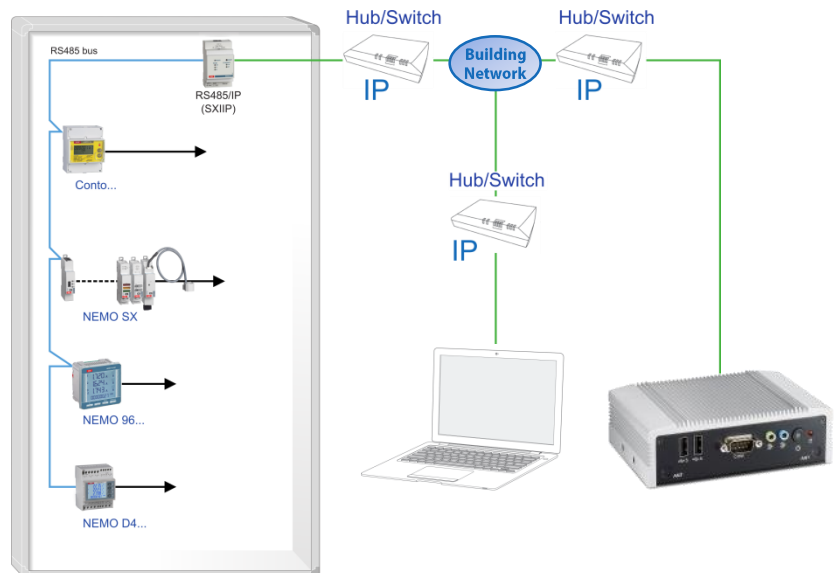 Hub/Switch
Hub/Switch
RS485 bus
Building
Network
IP
IP
RS485/IP
(SXIIP)
Conto...
Hub/Switch
IP
NEMO SX
NEMO 96...
COM
NEMO D4...